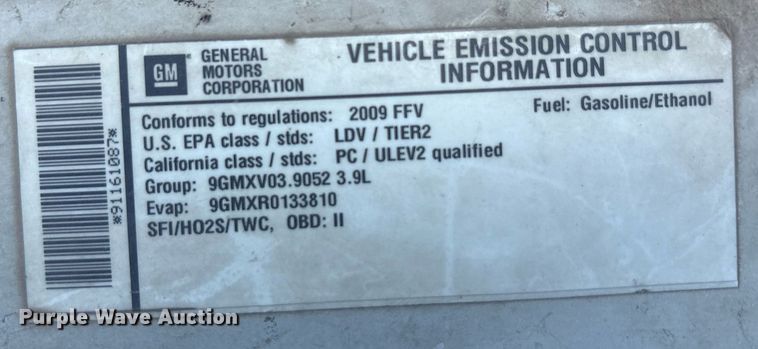 GM
GENERAL
MOTORS
CORPORATION
VEHICLE EMISSION CONTROL
INFORMATION
Conforms to regulations: 2009 FFV
Fuel: Gasoline/Ethanol
U.S. EPA class / stds: LDV / TIER2
California class / stds: PC / ULEV2 qualified
Group: 9GMXV03.9052 3.9L
Evap: 9GMXR0133810
SFI/HO2S/TWC, OBD: II
*91161087*
Purple Wave Auction